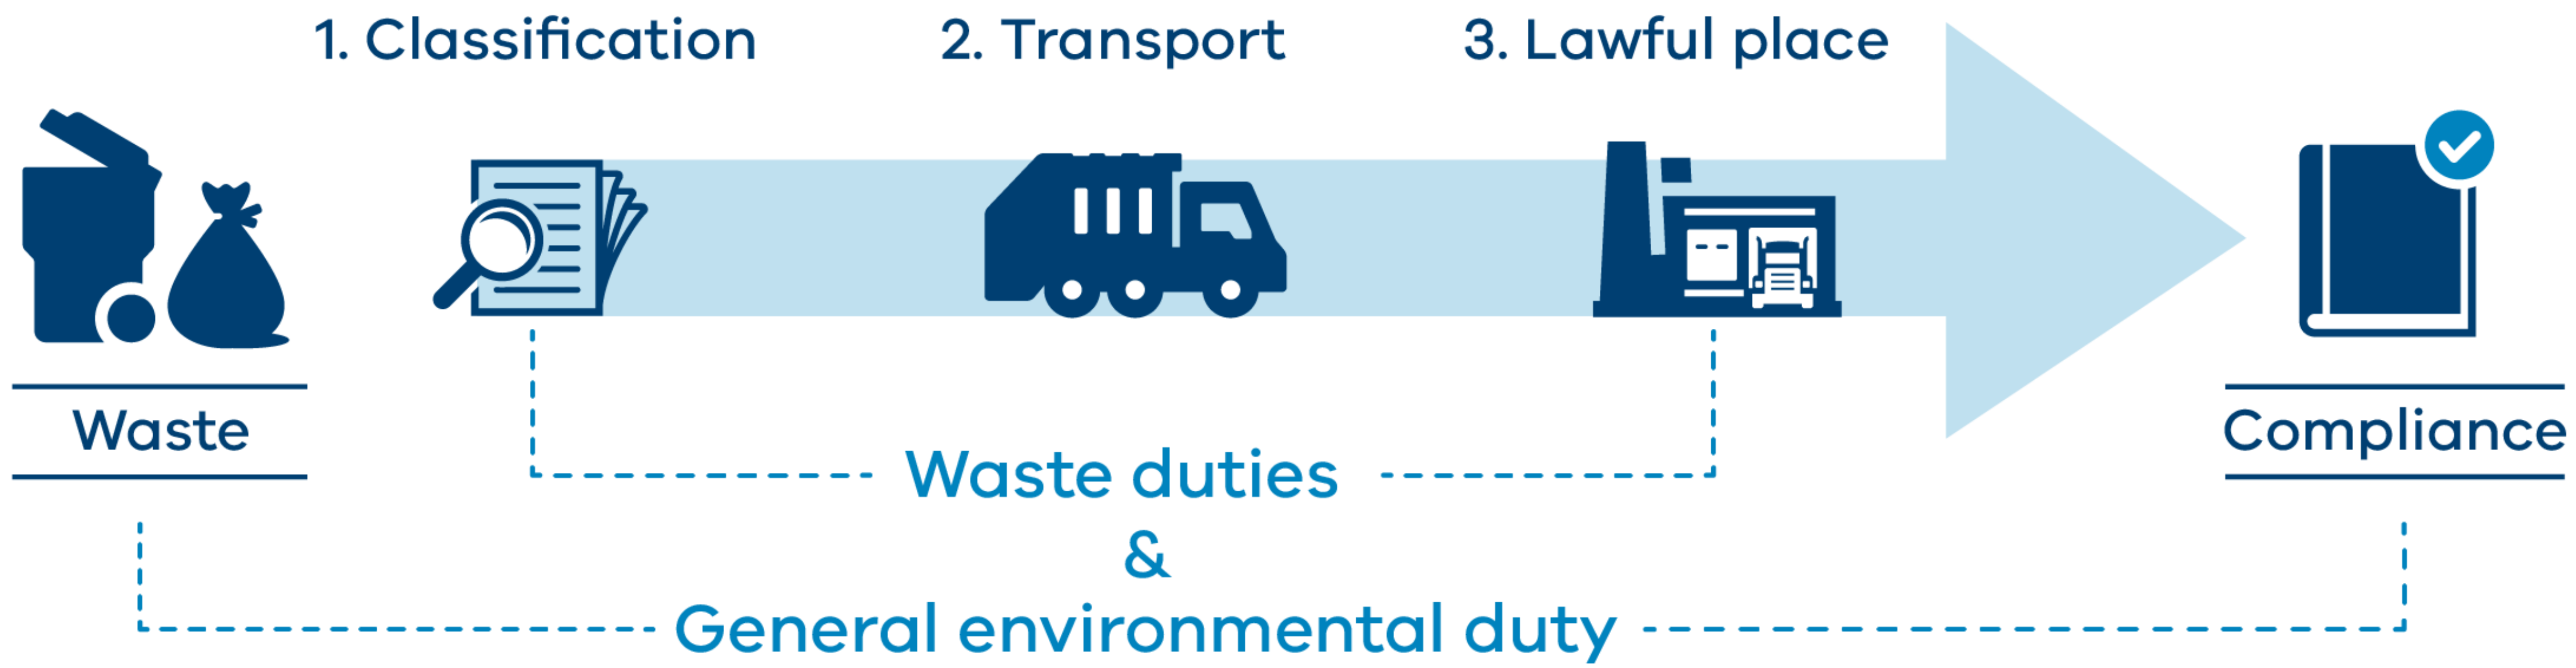 1. Classification
2. Transport
3. Lawful place
Waste
Compliance
Waste duties
&
General environmental duty